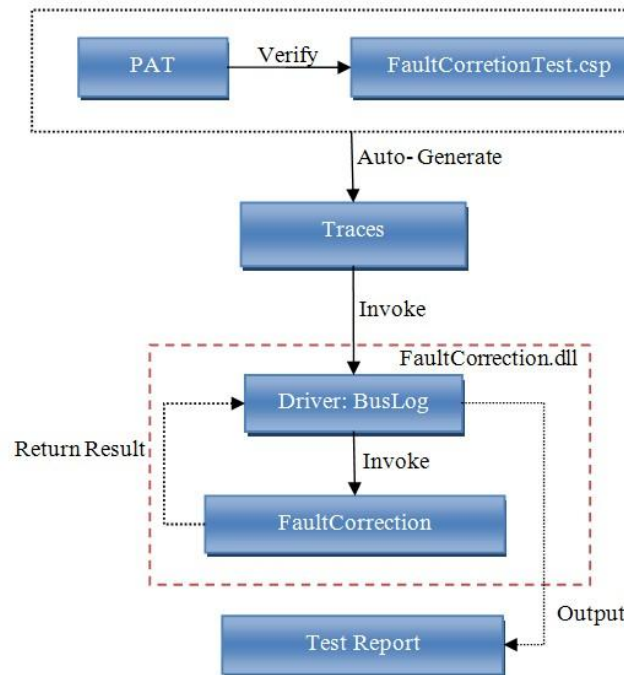 PAT
Verify
FaultCorretionTest.csp
Auto- Generate
Traces
Invoke
FaultCorrection.dll
Driver: BusLog
Return Result
Invoke
FaultCorrection
Output
Test Report